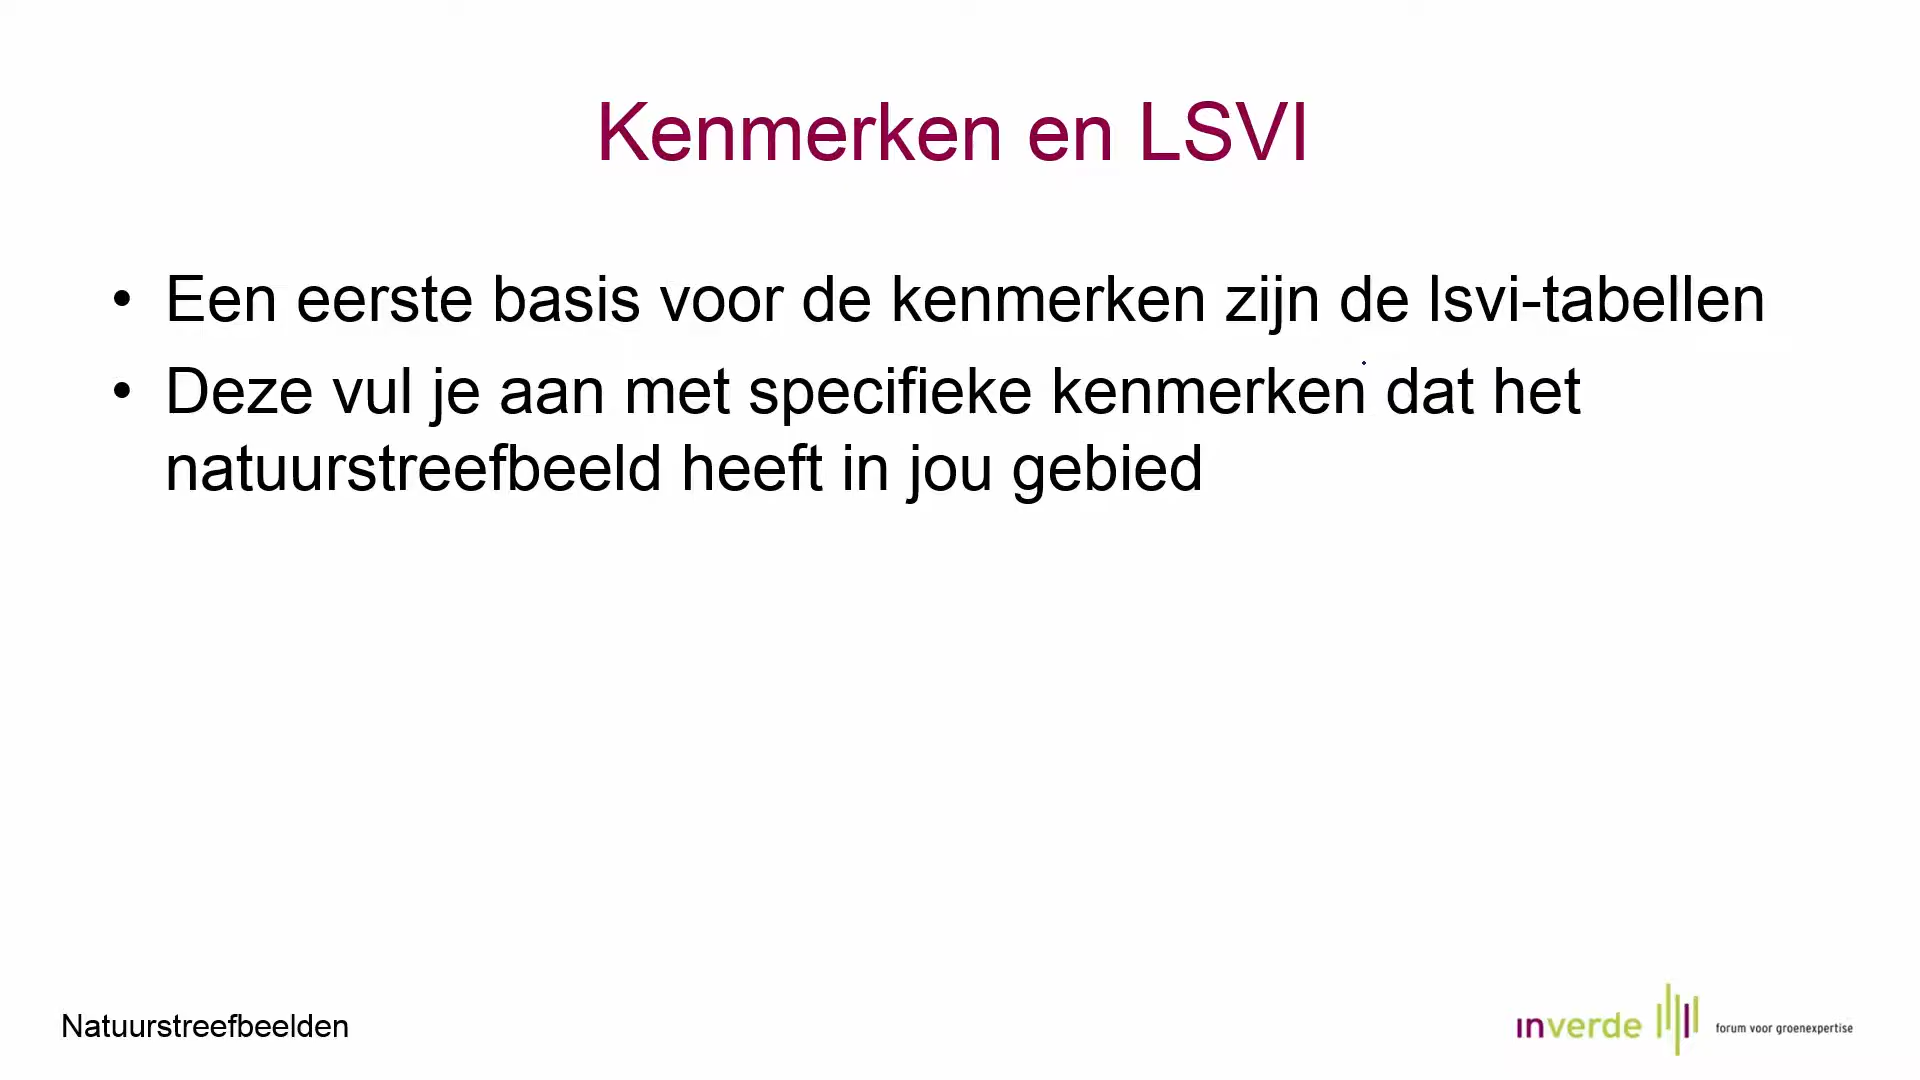 Kenmerken en LSVI
• Een eerste basis voor de kenmerken zijn de lsvi-tabellen
• Deze vul je aan met specifieke kenmerken dat het
natuurstreefbeeld heeft in jou gebied
Natuurstreefbeelden
inverde forum voor groenexpertise